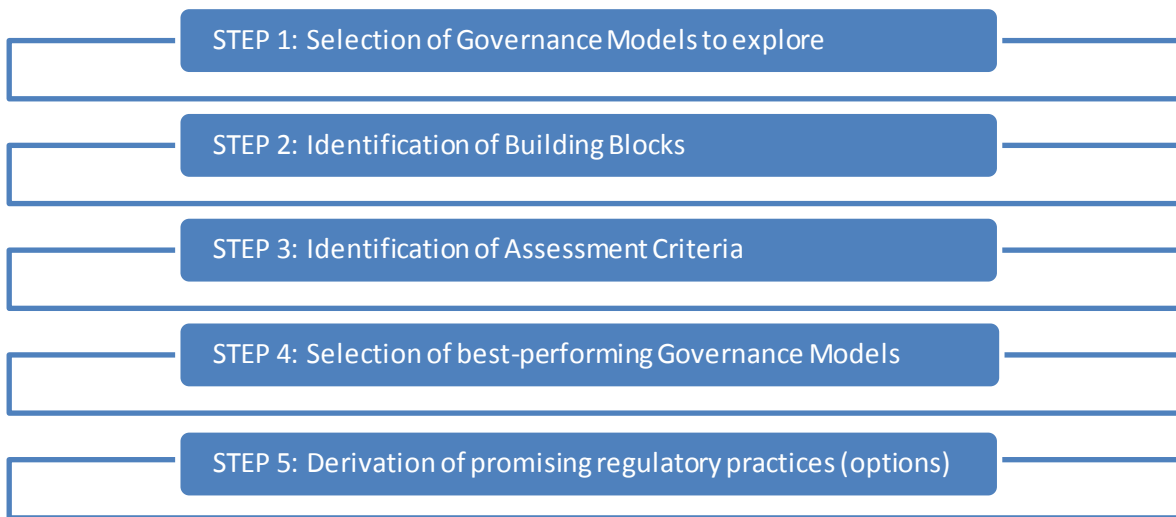 STEP 1: Selection of Governance Models to explore
STEP 2: Identification of Building Blocks
STEP 3: Identification of Assessment Criteria
STEP 4: Selection of best-performing Governance Models
STEP 5: Derivation of promising regulatory practices (options)